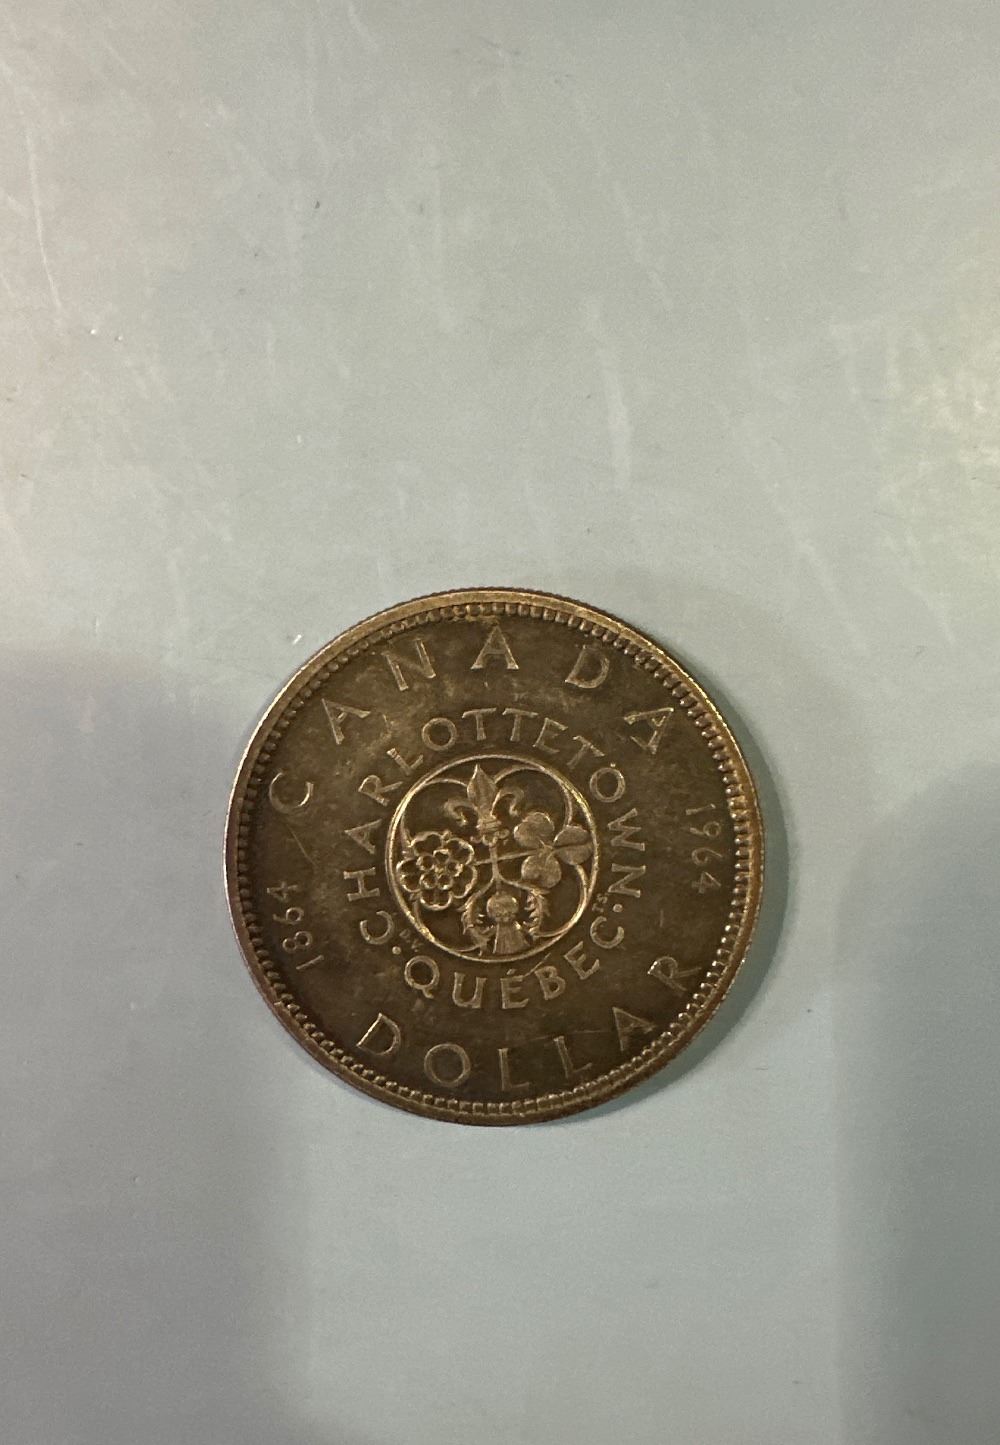 CANADA
1864
1964
CHARLOTTETOWN
· QUÉBEC ·
DOLLAR